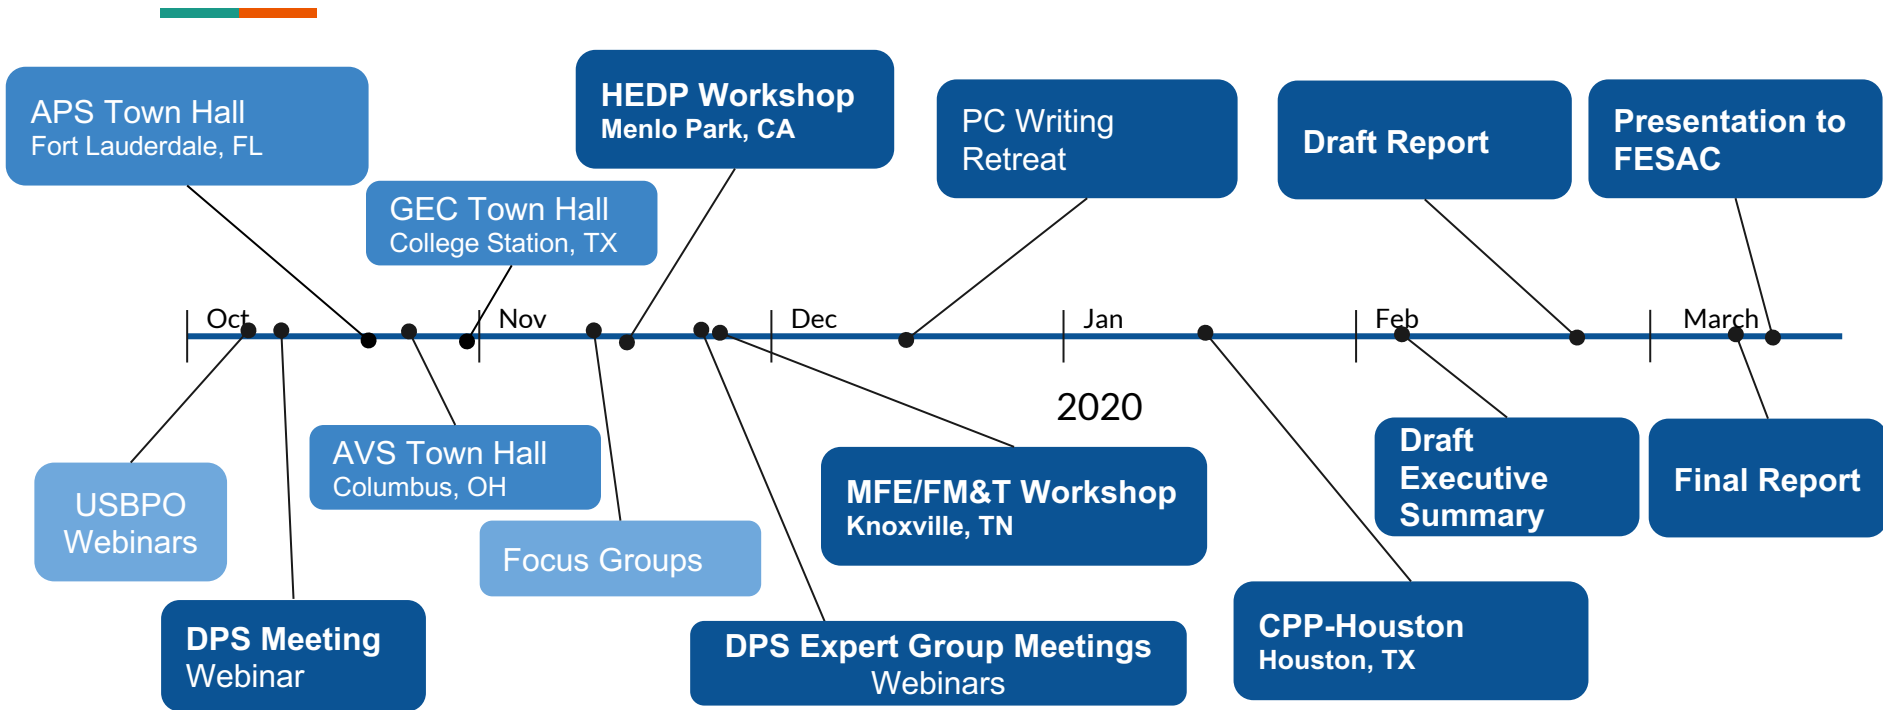 APS Town Hall
Fort Lauderdale, FL
GEC Town Hall
College Station, TX
HEDP Workshop
Menlo Park, CA
PC Writing
Retreat
Draft Report
Presentation to
FESAC
Oct
Nov
Dec
Jan
Feb
March
2020
USBPO
Webinars
DPS Meeting
Webinar
AVS Town Hall
Columbus, OH
Focus Groups
DPS Expert Group Meetings
Webinars
MFE/FM&T Workshop
Knoxville, TN
CPP-Houston
Houston, TX
Draft
Executive
Summary
Final Report